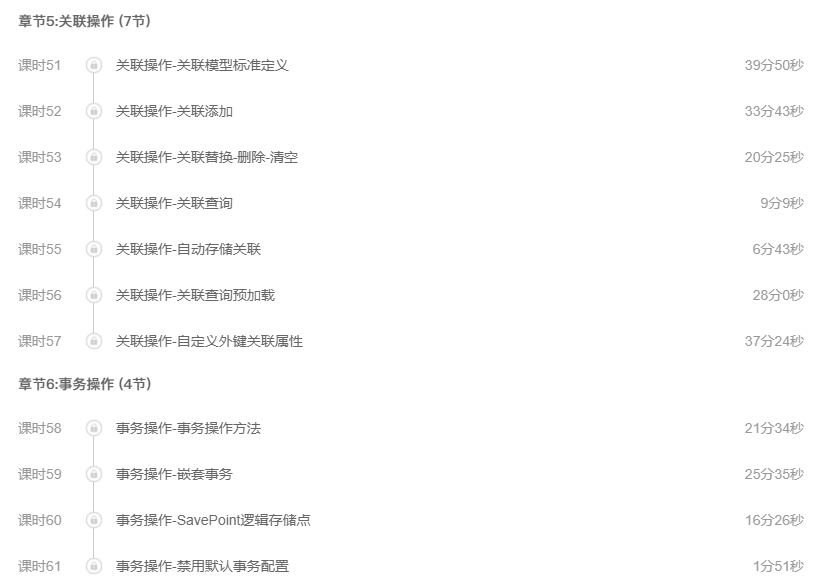 章节5:关联操作 (7节)
课时51 关联操作-关联模型标准定义 39分50秒
课时52 关联操作-关联添加 33分43秒
课时53 关联操作-关联替换-删除-清空 20分25秒
课时54 关联操作-关联查询 9分9秒
课时55 关联操作-自动存储关联 6分43秒
课时56 关联操作-关联查询预加载 28分0秒
课时57 关联操作-自定义外键关联属性 37分24秒
章节6:事务操作 (4节)
课时58 事务操作-事务操作方法 21分34秒
课时59 事务操作-嵌套事务 25分35秒
课时60 事务操作-SavePoint逻辑存储点 16分26秒
课时61 事务操作-禁用默认事务配置 1分51秒